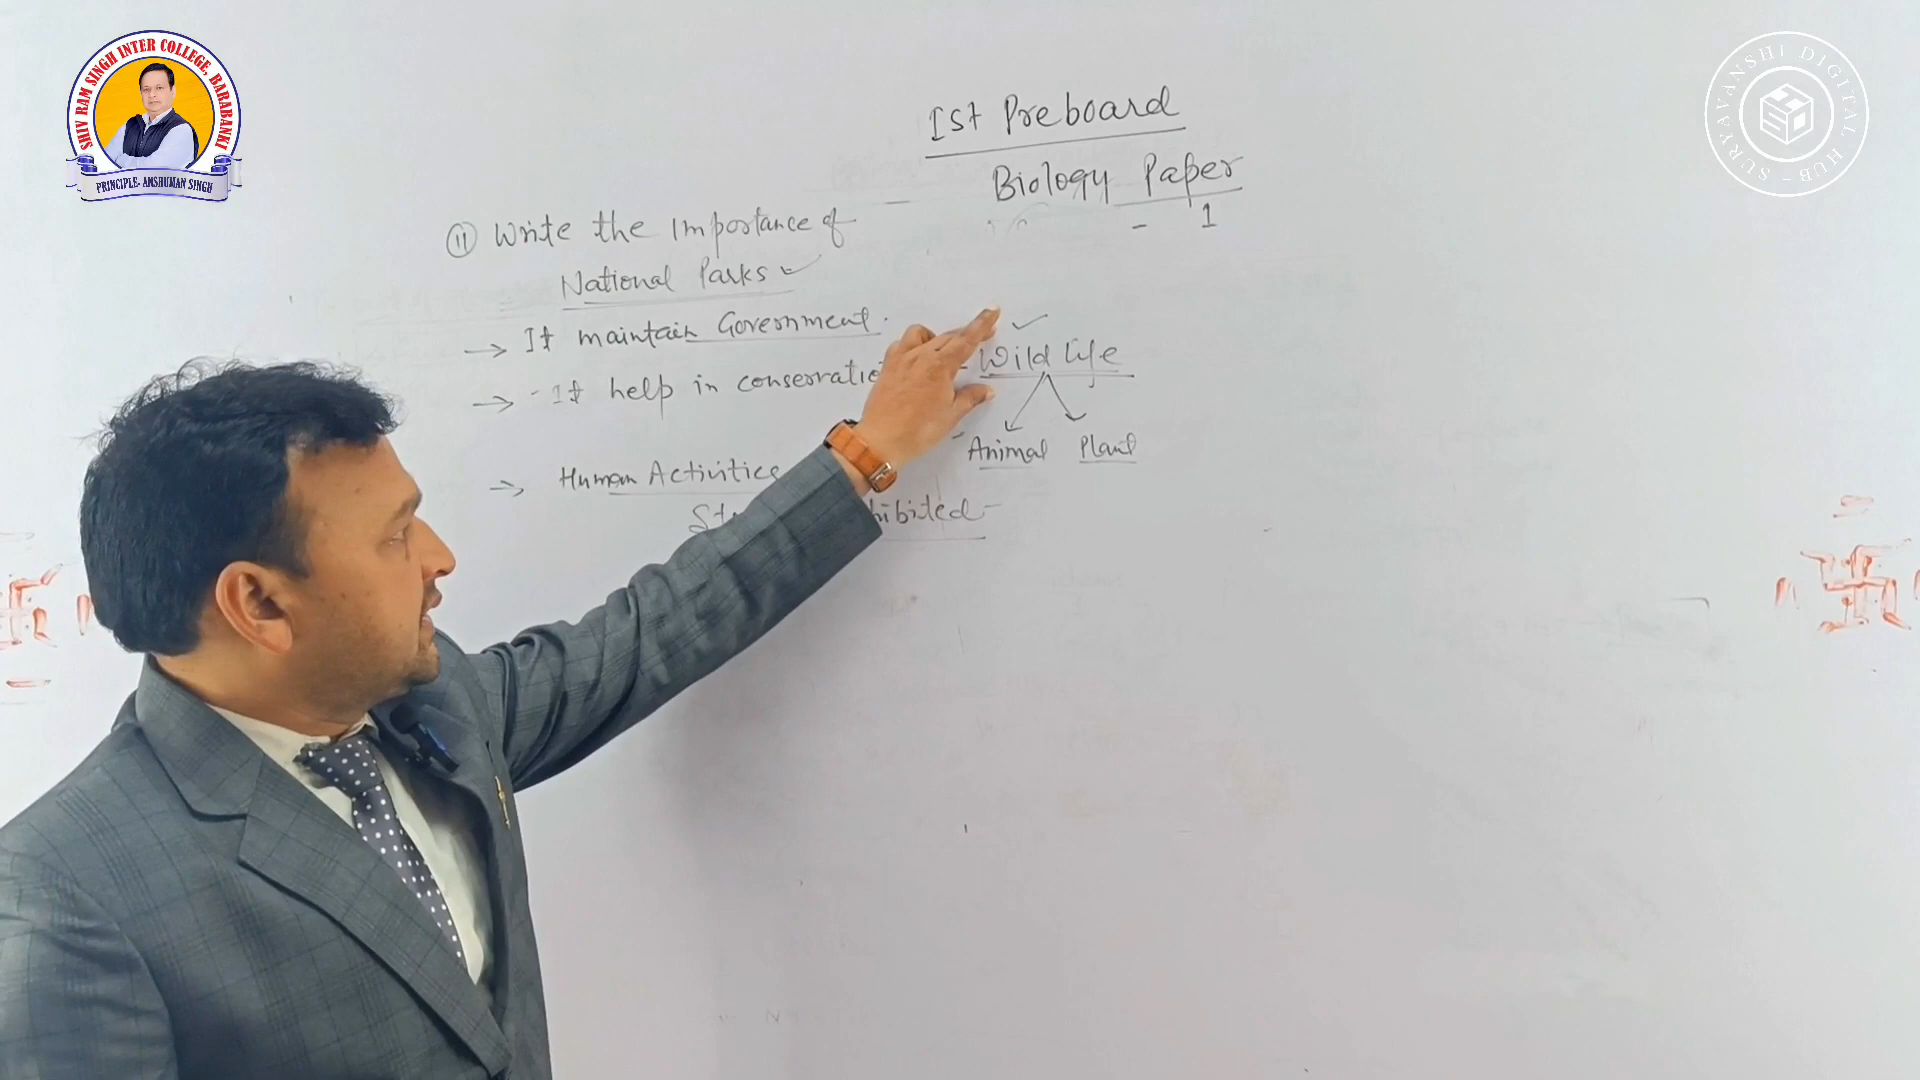 SHIV RAM SINGH INTER COLLEGE, BARABANKI
PRINCIPLE- ANSHUMAN SINGH
SURYAVANSHI DIGITAL HUB -
Ist Preboard
Biology Paper
- 1
11 Write the Importance of
National Parks
→ It maintain Government.
→ - It help in conservatio
Wild life
Animal Plant
→ Human Activities
hibited